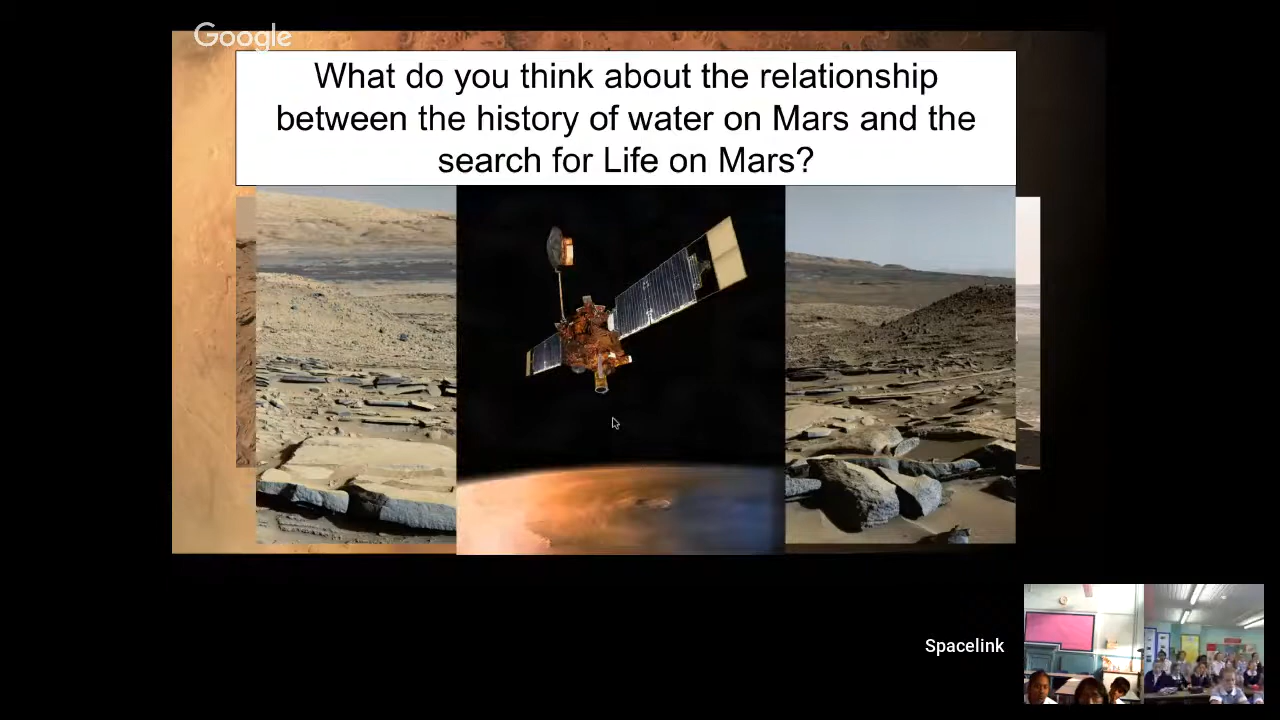 Google
What do you think about the relationship
between the history of water on Mars and the
search for Life on Mars?
Spacelink